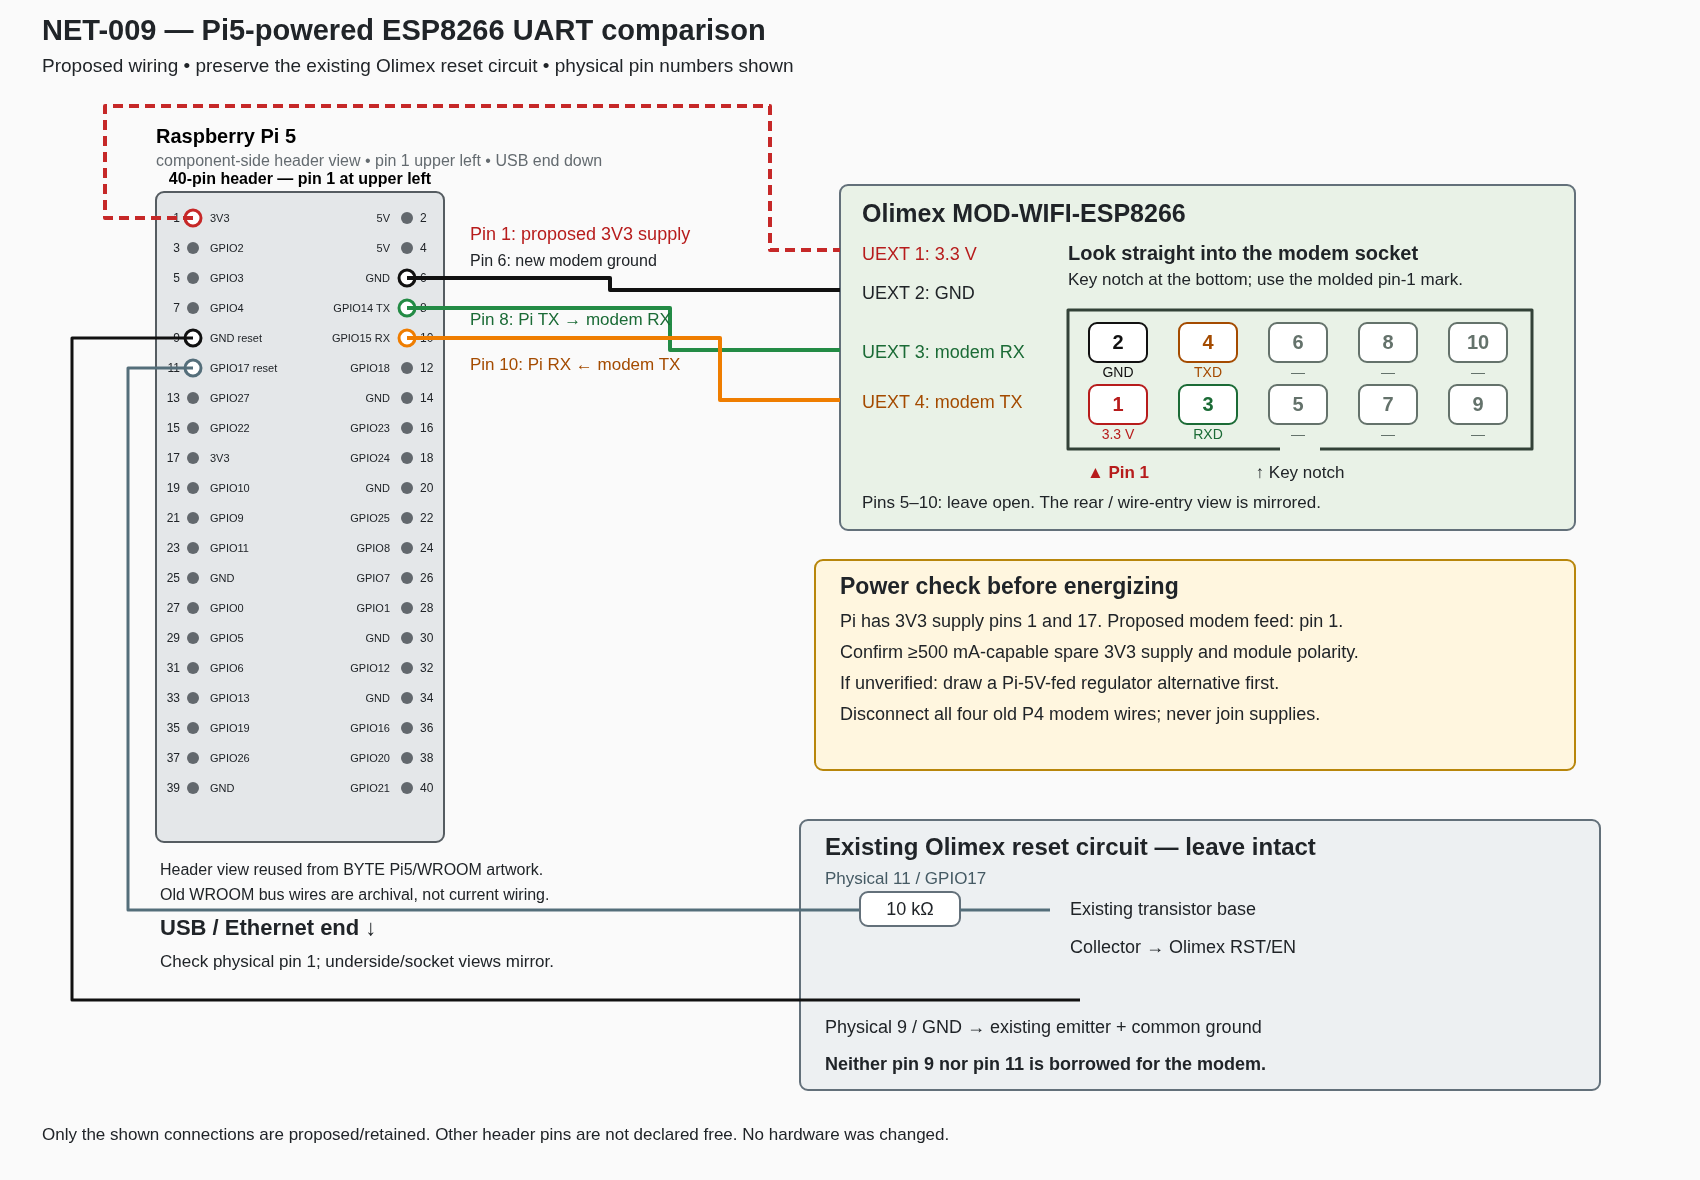 NET-009 — Pi5-powered ESP8266 UART comparison
Proposed wiring • preserve the existing Olimex reset circuit • physical pin numbers shown
Raspberry Pi 5
component-side header view • pin 1 upper left • USB end down
40-pin header — pin 1 at upper left
1 3V3 5V 2
3 GPIO2 5V 4
5 GPIO3 GND 6
7 GPIO4 GPIO14 TX 8
9 GND reset GPIO15 RX 10
11 GPIO17 reset GPIO18 12
13 GPIO27 GND 14
15 GPIO22 GPIO23 16
17 3V3 GPIO24 18
19 GPIO10 GND 20
21 GPIO9 GPIO25 22
23 GPIO11 GPIO8 24
25 GND GPIO7 26
27 GPIO0 GPIO1 28
29 GPIO5 GND 30
31 GPIO6 GPIO12 32
33 GPIO13 GND 34
35 GPIO19 GPIO16 36
37 GPIO26 GPIO20 38
39 GND GPIO21 40
Pin 1: proposed 3V3 supply
Pin 6: new modem ground
Pin 8: Pi TX → modem RX
Pin 10: Pi RX ← modem TX
Olimex MOD-WIFI-ESP8266
UEXT 1: 3.3 V
UEXT 2: GND
UEXT 3: modem RX
UEXT 4: modem TX
Look straight into the modem socket
Key notch at the bottom; use the molded pin-1 mark.
2 4 6 8 10
GND TXD — — —
1 3 5 7 9
3.3 V RXD — — —
▲ Pin 1 ↑ Key notch
Pins 5–10: leave open. The rear / wire-entry view is mirrored.
Power check before energizing
Pi has 3V3 supply pins 1 and 17. Proposed modem feed: pin 1.
Confirm ≥500 mA-capable spare 3V3 supply and module polarity.
If unverified: draw a Pi-5V-fed regulator alternative first.
Disconnect all four old P4 modem wires; never join supplies.
Header view reused from BYTE Pi5/WROOM artwork.
Old WROOM bus wires are archival, not current wiring.
USB / Ethernet end ↓
Check physical pin 1; underside/socket views mirror.
Existing Olimex reset circuit — leave intact
Physical 11 / GPIO17
10 kΩ Existing transistor base
Collector → Olimex RST/EN
Physical 9 / GND → existing emitter + common ground
Neither pin 9 nor pin 11 is borrowed for the modem.
Only the shown connections are proposed/retained. Other header pins are not declared free. No hardware was changed.